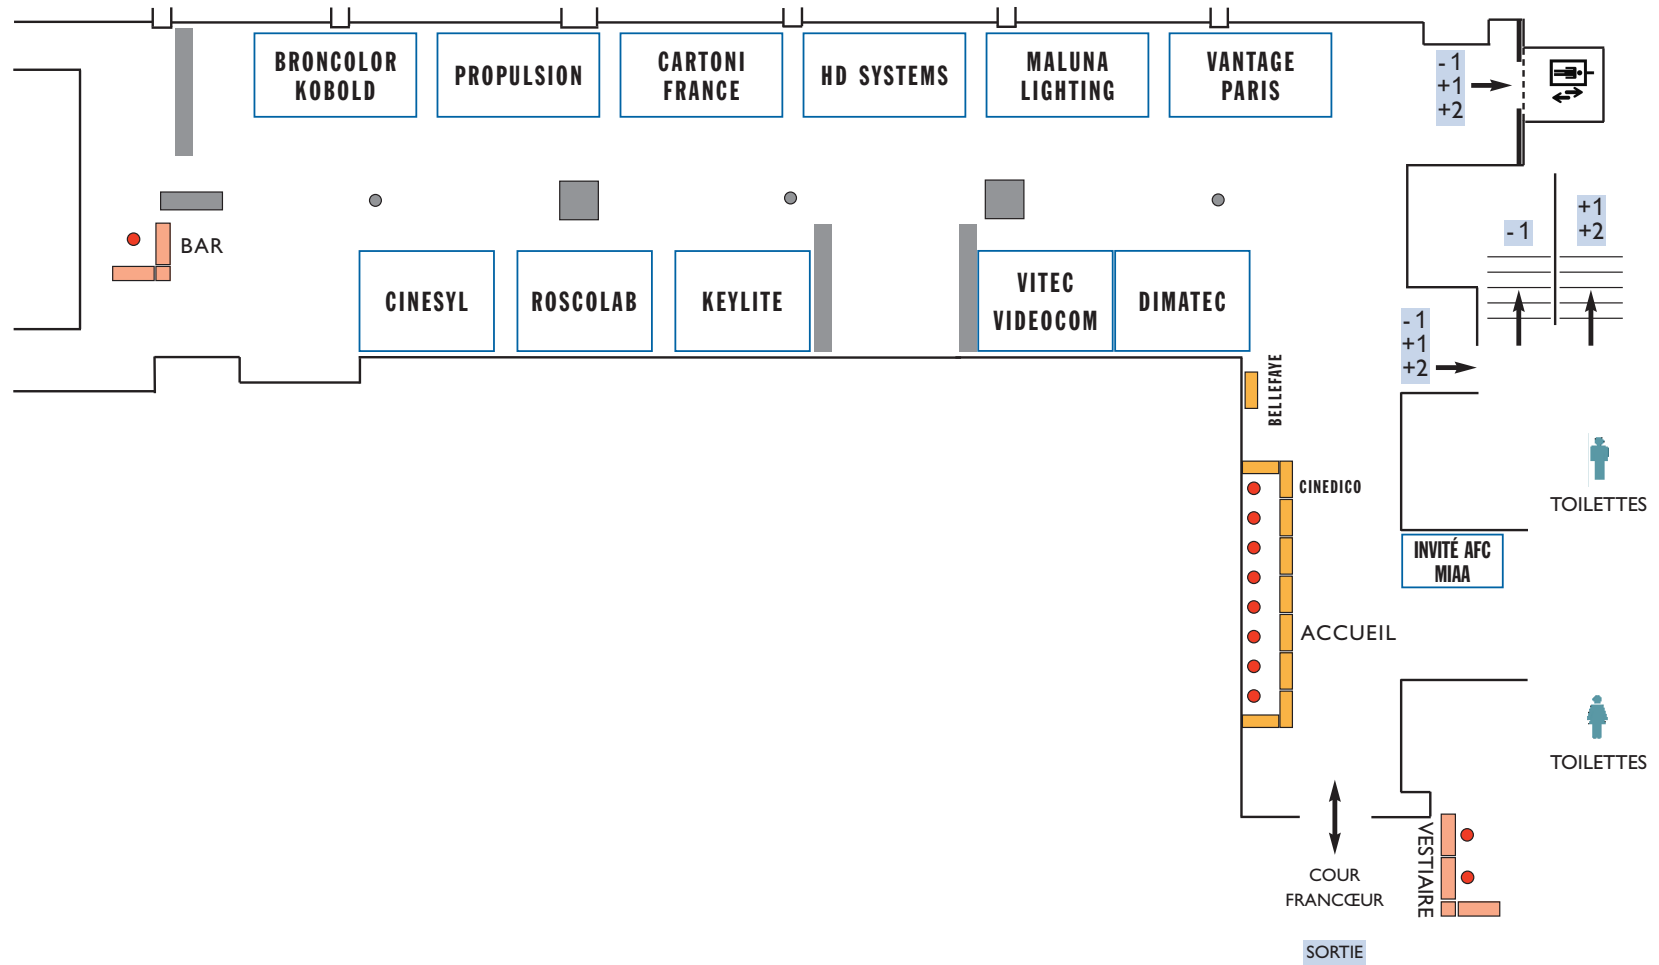 BRONCOLOR
KOBOLD
PROPULSION
CARTONI
FRANCE
HD SYSTEMS
MALUNA
LIGHTING
VANTAGE
PARIS
- 1
+1
+2
BAR
CINESYL
ROSCOLAB
KEYLITE
VITEC
VIDEOCOM
DIMATEC
- 1
+1
+2
- 1
+1
+2
BELLEFAYE
CINEDICO
TOILETTES
INVITÉ AFC
MIAA
ACCUEIL
TOILETTES
VESTIAIRE
COUR
FRANCŒUR
SORTIE